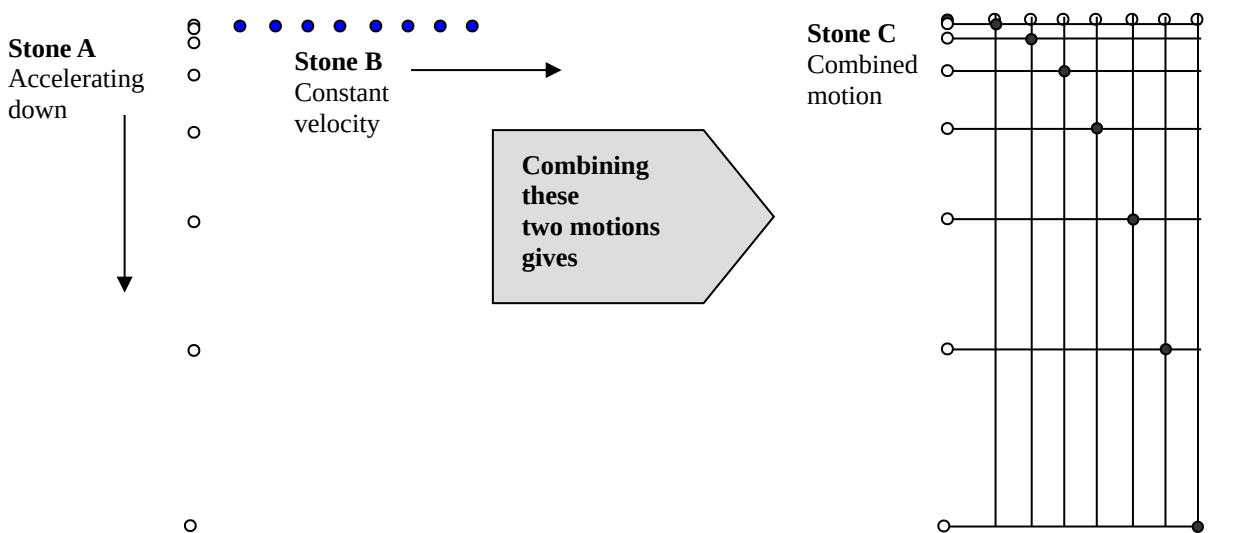 Stone A
Accelerating
down
Stone B
Constant
velocity
Combining
these
two motions
gives
Stone C
Combined
motion